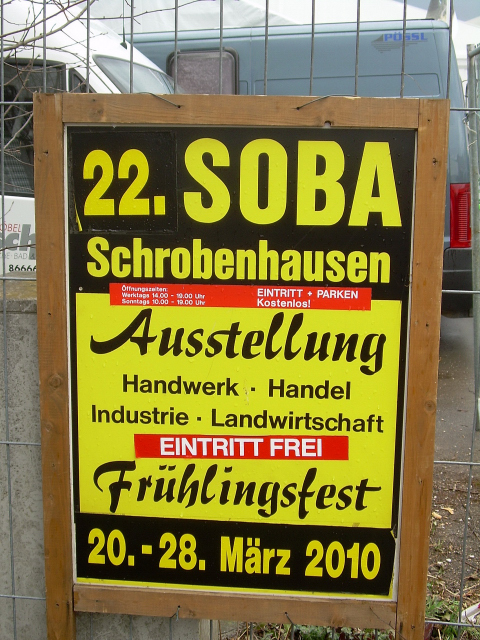 PÖSSL
22. SOBA
Schrobenhausen
Öffnungszeiten:
Werktags 14.00 - 19.00 Uhr
Sonntags 10.00 - 19.00 Uhr
EINTRITT + PARKEN
Kostenlos!
Ausstellung
Handwerk · Handel
Industrie · Landwirtschaft
EINTRITT FREI
Frühlingsfest
20.-28. März 2010